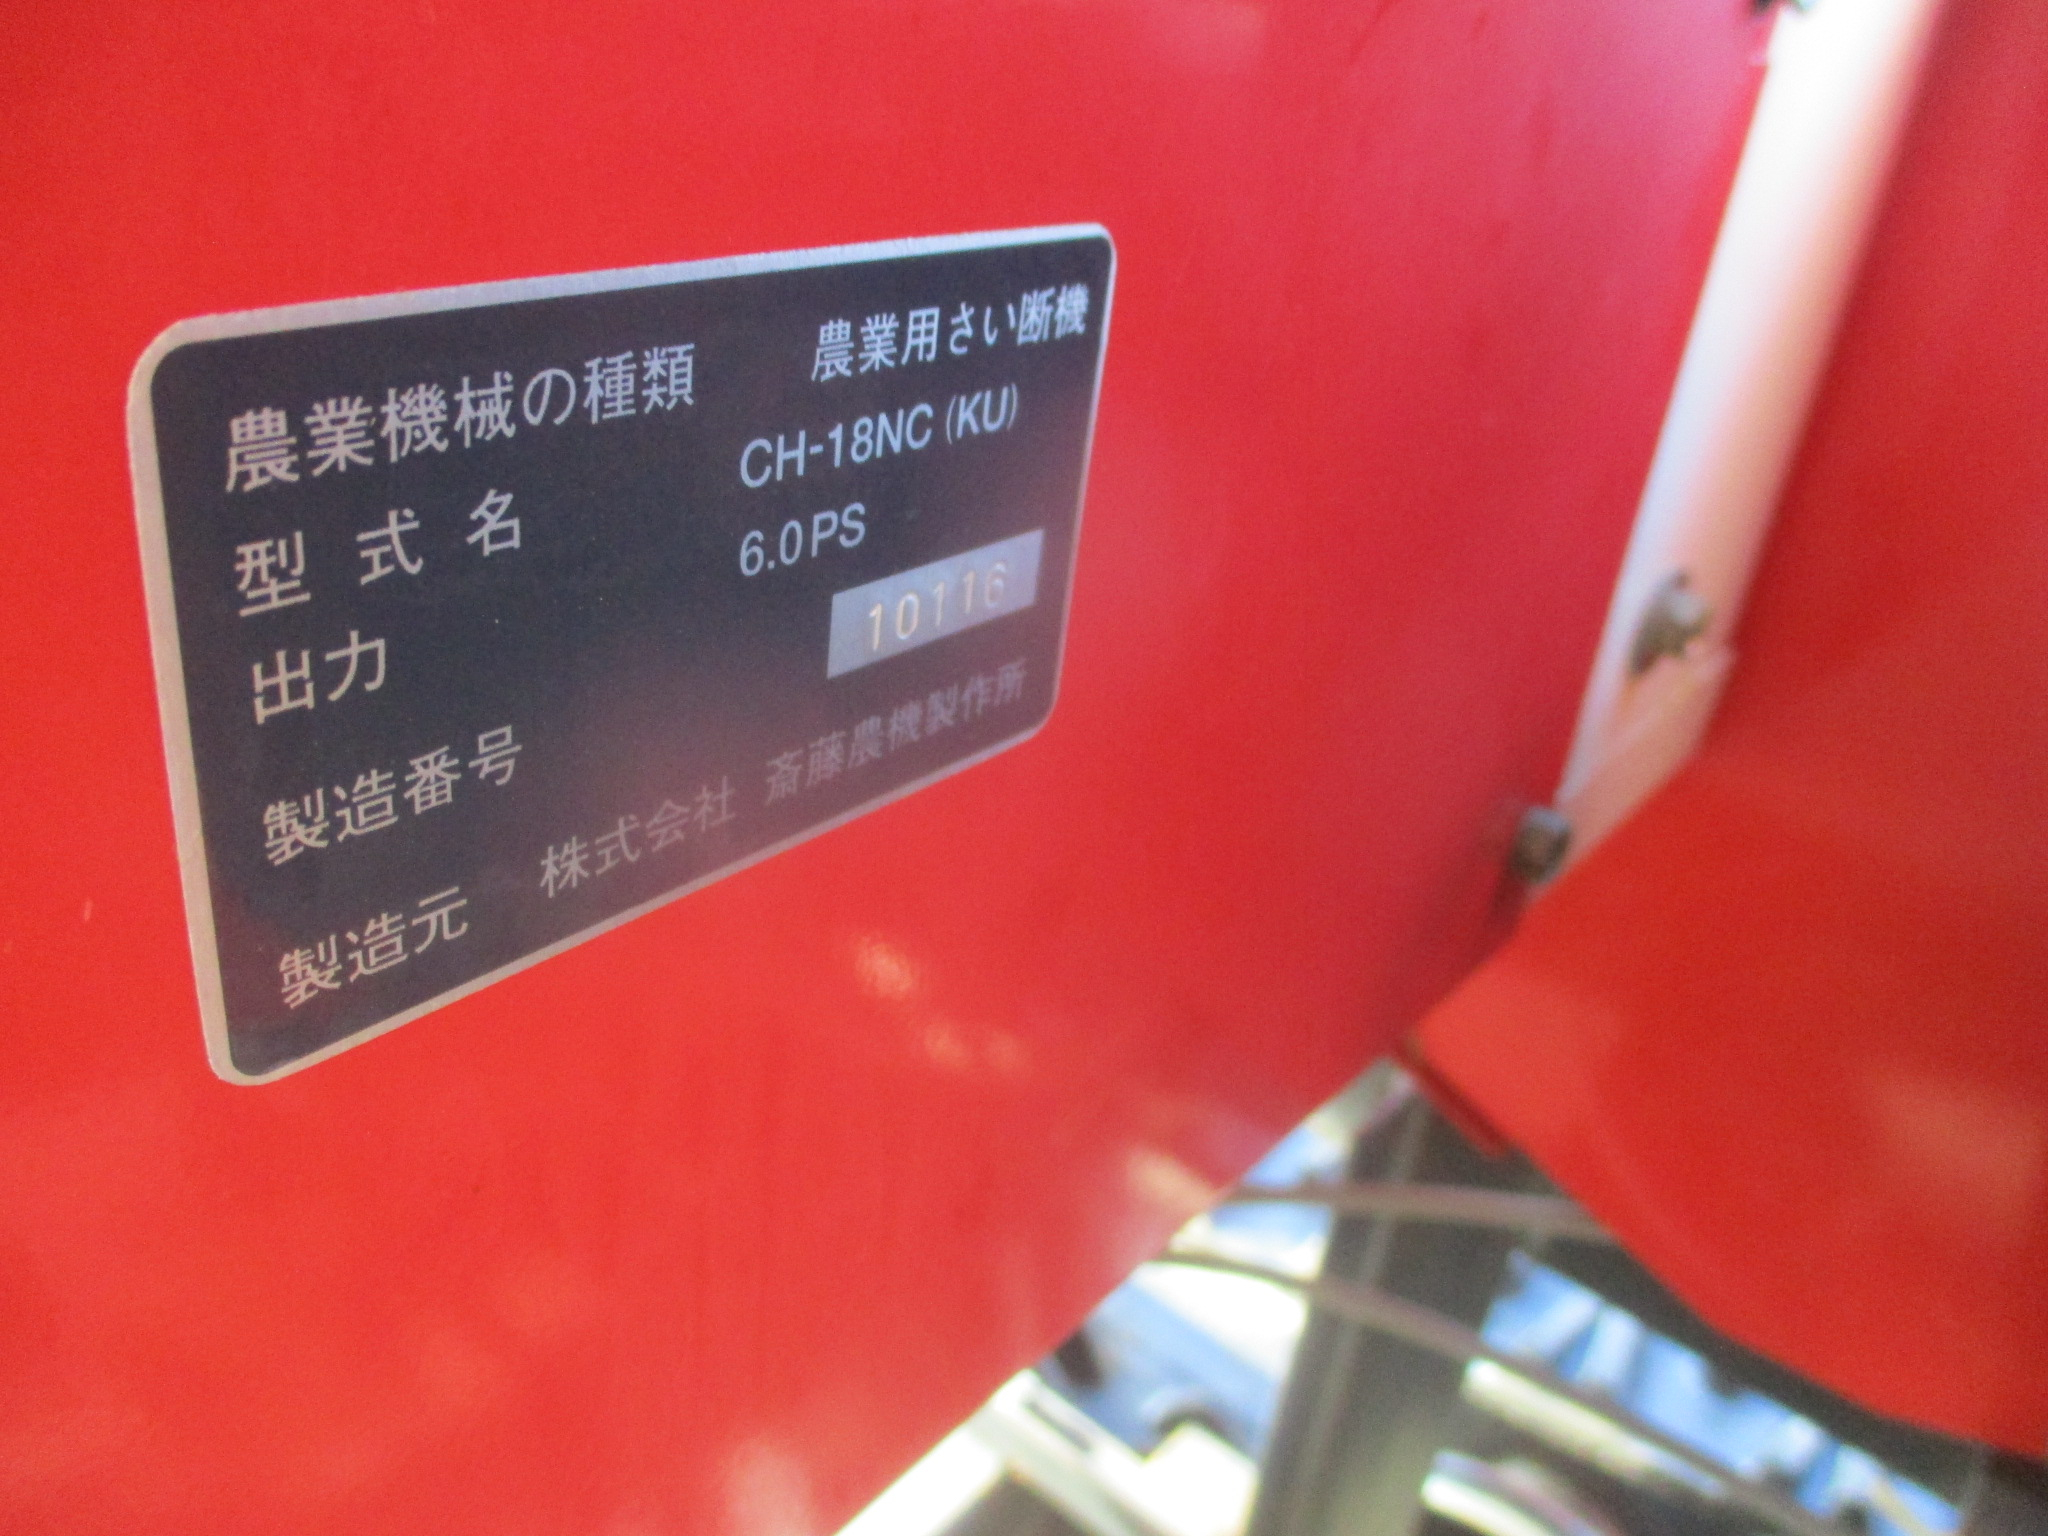 農業機械の種類 農業用さい断機
型式名 CH-18NC (KU)
出力 6.0PS
製造番号 10116
製造元 株式会社 斎藤農機製作所